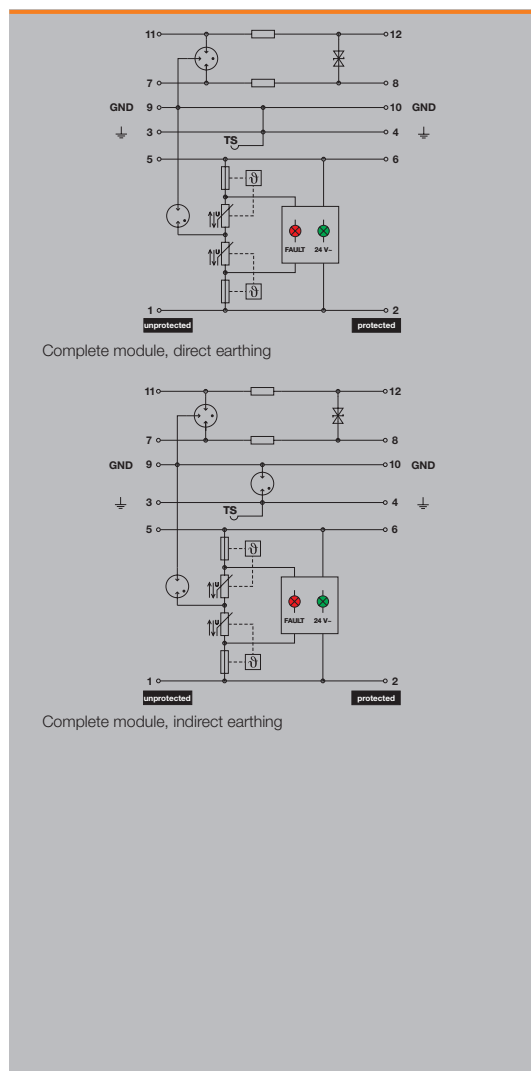 11 12
7 8
GND 9 10 GND
3 4
TS
5 6
ϑ
U
FAULT 24 V~
U
ϑ
1 2
unprotected protected
Complete module, direct earthing
11 12
7 8
GND 9 10 GND
3 4
TS
5 6
ϑ
U
FAULT 24 V~
U
ϑ
1 2
unprotected protected
Complete module, indirect earthing